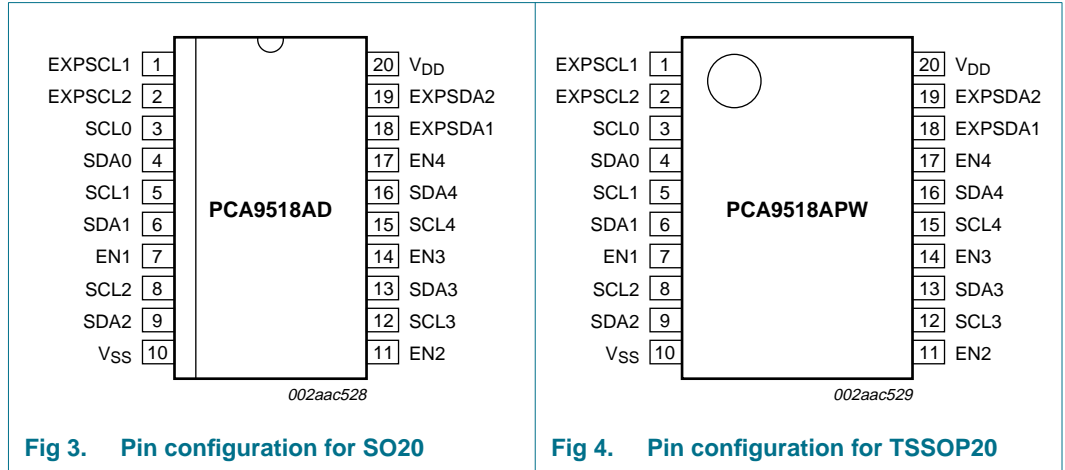 EXPSCL1 1 20 VDD
EXPSCL2 2 19 EXPSDA2
SCL0 3 18 EXPSDA1
SDA0 4 17 EN4
SCL1 5 16 SDA4
PCA9518AD
SDA1 6 15 SCL4
EN1 7 14 EN3
SCL2 8 13 SDA3
SDA2 9 12 SCL3
VSS 10 11 EN2
002aac528
Fig 3. Pin configuration for SO20
EXPSCL1 1 20 VDD
EXPSCL2 2 19 EXPSDA2
SCL0 3 18 EXPSDA1
SDA0 4 17 EN4
SCL1 5 16 SDA4
PCA9518APW
SDA1 6 15 SCL4
EN1 7 14 EN3
SCL2 8 13 SDA3
SDA2 9 12 SCL3
VSS 10 11 EN2
002aac529
Fig 4. Pin configuration for TSSOP20